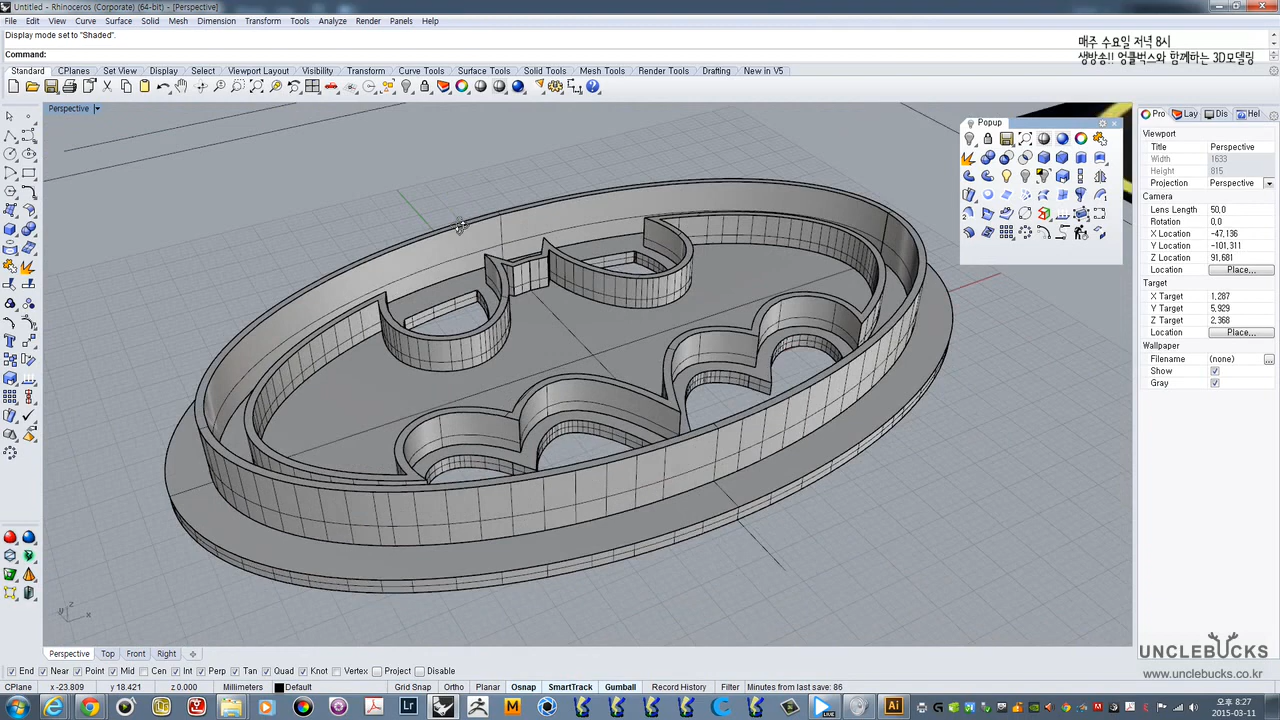 Untitled - Rhinoceros (Corporate) (64-bit) - [Perspective]
File Edit View Curve Surface Solid Mesh Dimension Transform Tools Analyze Render Panels Help
Display mode set to "Shaded".
Command:
매주 수요일 저녁 8시
생방송!! 엉클벅스와 함께하는 3D모델링
Standard CPlanes Set View Display Select Viewport Layout Visibility Transform Curve Tools Surface Tools Solid Tools Mesh Tools Render Tools Drafting New in V5
Perspective
Popup
Pro Lay Dis Hel
Viewport
Title Perspective
Width 1633
Height 815
Projection Perspective
Camera
Lens Length 50,0
Rotation 0,0
X Location -47,136
Y Location -101,311
Z Location 91,681
Location Place...
Target
X Target 1,287
Y Target 5,929
Z Target 2,368
Location Place...
Wallpaper
Filename (none) ...
Show
Gray
z
y
x
Perspective Top Front Right
End Near Point Mid Cen Int Perp Tan Quad Knot Vertex Project Disable
CPlane x -23.809 y 18.421 z 0.000 Millimeters Default Grid Snap Ortho Planar Osnap SmartTrack Gumball Record History Filter Minutes from last save: 86
UNCLEBUCKS
www.unclebucks.net
Lr M Ai
오후 8:27
2015-03-11